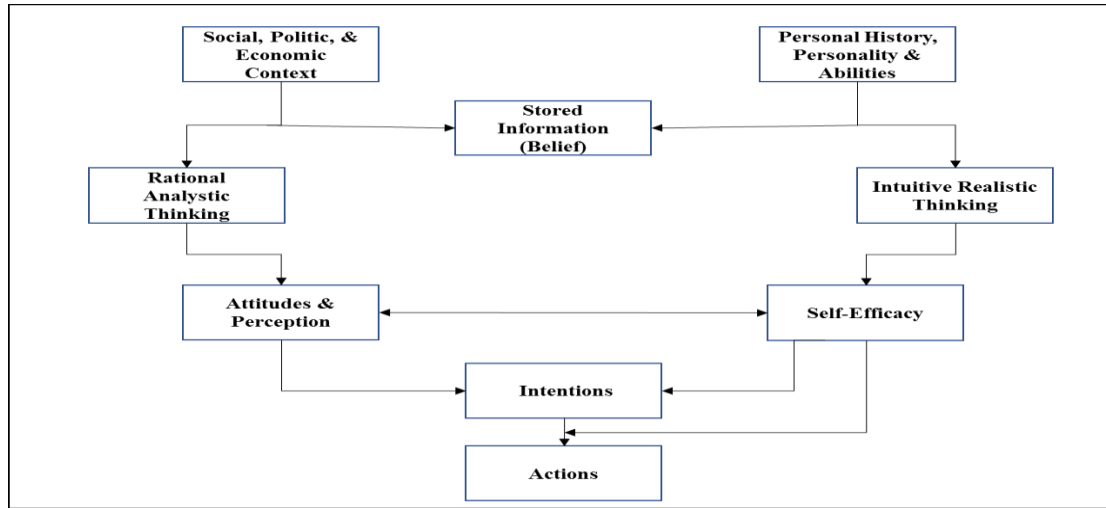 Social, Politic, &
Economic
Context
Personal History,
Personality &
Abilities
Stored
Information
(Belief)
Rational
Analystic
Thinking
Intuitive Realistic
Thinking
Attitudes &
Perception
Self-Efficacy
Intentions
Actions